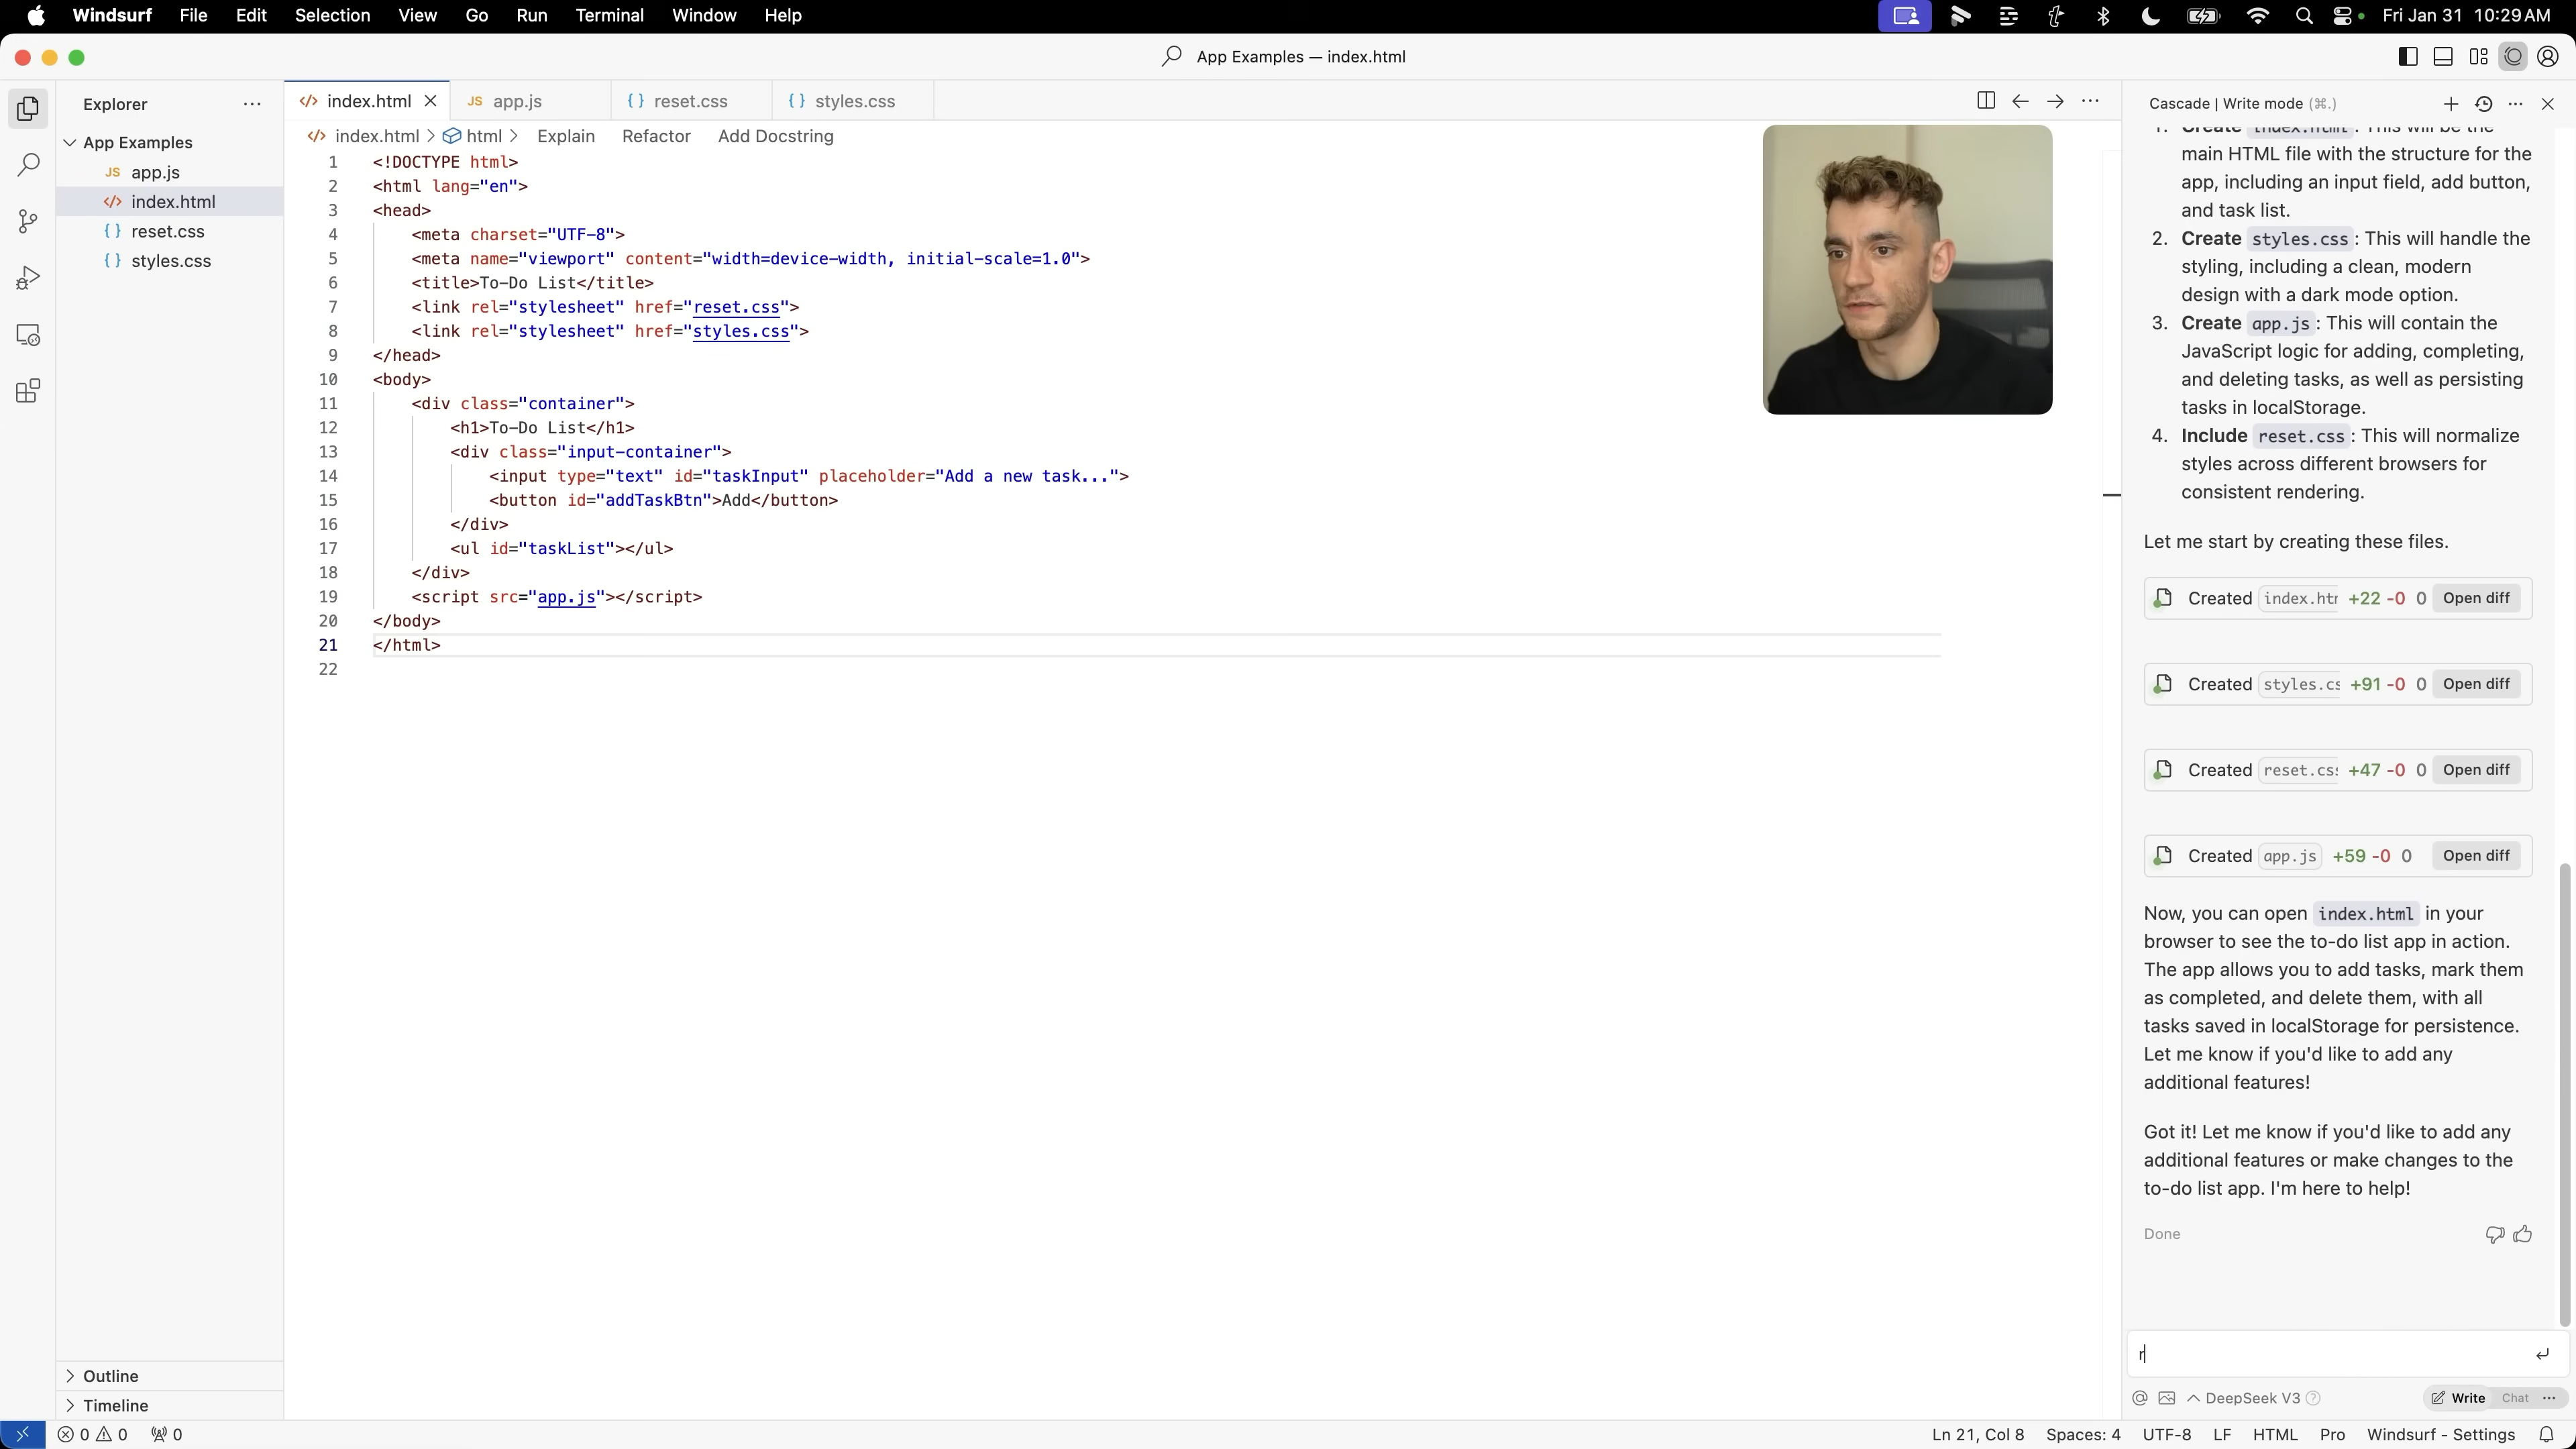 Windsurf File Edit Selection View Go Run Terminal Window Help Fri Jan 31 10:29 AM
App Examples — index.html
Explorer
App Examples
JS app.js
index.html
reset.css
styles.css
Outline
Timeline
index.html JS app.js reset.css styles.css
index.html > html > Explain Refactor Add Docstring
1 <!DOCTYPE html>
2 <html lang="en">
3 <head>
4 <meta charset="UTF-8">
5 <meta name="viewport" content="width=device-width, initial-scale=1.0">
6 <title>To-Do List</title>
7 <link rel="stylesheet" href="reset.css">
8 <link rel="stylesheet" href="styles.css">
9 </head>
10 <body>
11 <div class="container">
12 <h1>To-Do List</h1>
13 <div class="input-container">
14 <input type="text" id="taskInput" placeholder="Add a new task...">
15 <button id="addTaskBtn">Add</button>
16 </div>
17 <ul id="taskList"></ul>
18 </div>
19 <script src="app.js"></script>
20 </body>
21 </html>
22
Cascade | Write mode (⌘.)
1. Create index.html: This will be the
main HTML file with the structure for the
app, including an input field, add button,
and task list.
2. Create styles.css: This will handle the
styling, including a clean, modern
design with a dark mode option.
3. Create app.js: This will contain the
JavaScript logic for adding, completing,
and deleting tasks, as well as persisting
tasks in localStorage.
4. Include reset.css: This will normalize
styles across different browsers for
consistent rendering.
Let me start by creating these files.
Created index.htr +22 -0 0 Open diff
Created styles.cs +91 -0 0 Open diff
Created reset.cs +47 -0 0 Open diff
Created app.js +59 -0 0 Open diff
Now, you can open index.html in your
browser to see the to-do list app in action.
The app allows you to add tasks, mark them
as completed, and delete them, with all
tasks saved in localStorage for persistence.
Let me know if you'd like to add any
additional features!
Got it! Let me know if you'd like to add any
additional features or make changes to the
to-do list app. I'm here to help!
Done
r
DeepSeek V3 Write Chat
0 0 0
Ln 21, Col 8 Spaces: 4 UTF-8 LF HTML Pro Windsurf - Settings